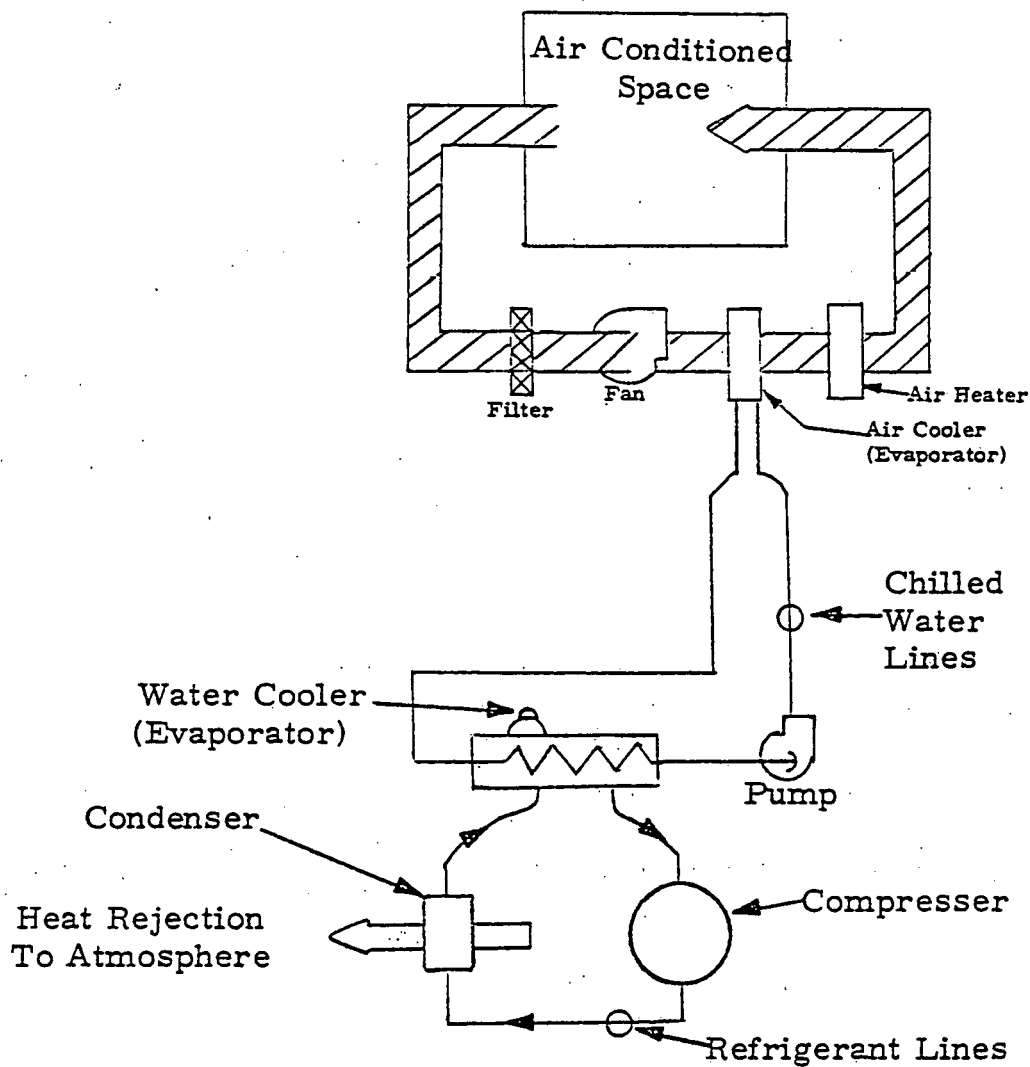 Air Conditioned
Space
Filter
Fan
Air Heater
Air Cooler
(Evaporator)
Chilled
Water
Lines
Water Cooler
(Evaporator)
Pump
Condenser
Compresser
Heat Rejection
To Atmosphere
Refrigerant Lines